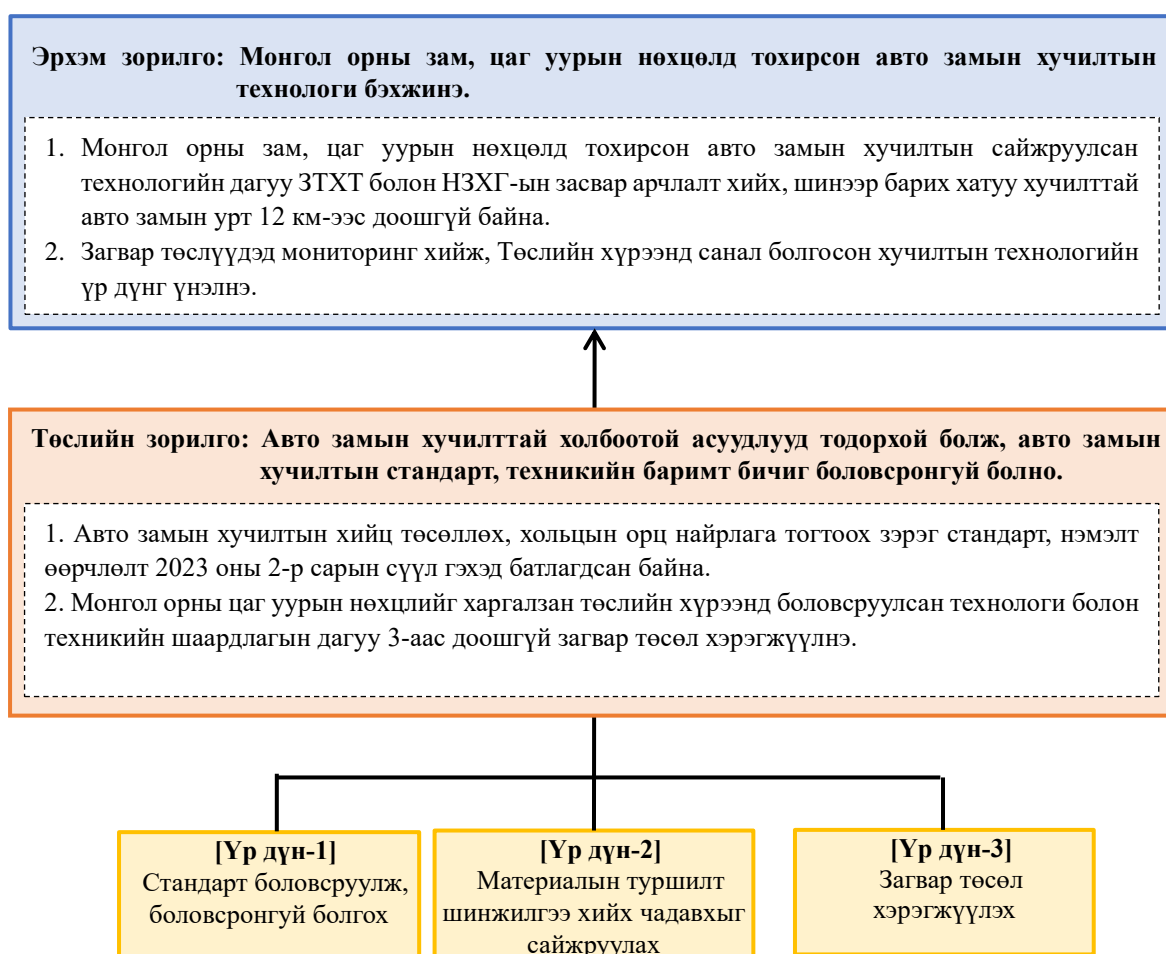 Эрхэм зорилго: Монгол орны зам, цаг уурын нөхцөлд тохирсон авто замын хучилтын
технологи бэхжинэ.
1. Монгол орны зам, цаг уурын нөхцөлд тохирсон авто замын хучилтын сайжруулсан
технологийн дагуу ЗТХТ болон НЗХГ-ын засвар арчлалт хийх, шинээр барих хатуу хучилттай
авто замын урт 12 км-ээс доошгүй байна.
2. Загвар төслүүдэд мониторинг хийж, Төслийн хүрээнд санал болгосон хучилтын технологийн
үр дүнг үнэлнэ.
Төслийн зорилго: Авто замын хучилттай холбоотой асуудлууд тодорхой болж, авто замын
хучилтын стандарт, техникийн баримт бичиг боловсронгуй болно.
1. Авто замын хучилтын хийц төсөллөх, хольцын орц найрлага тогтоох зэрэг стандарт, нэмэлт
өөрчлөлт 2023 оны 2-р сарын сүүл гэхэд батлагдсан байна.
2. Монгол орны цаг уурын нөхцлийг харгалзан төслийн хүрээнд боловсруулсан технологи болон
техникийн шаардлагын дагуу 3-аас доошгүй загвар төсөл хэрэгжүүлнэ.
[Үр дүн-1]
Стандарт боловсруулж,
боловсронгуй болгох
[Үр дүн-2]
Материалын туршилт
шинжилгээ хийх чадавхыг
сайжруулах
[Үр дүн-3]
Загвар төсөл
хэрэгжүүлэх